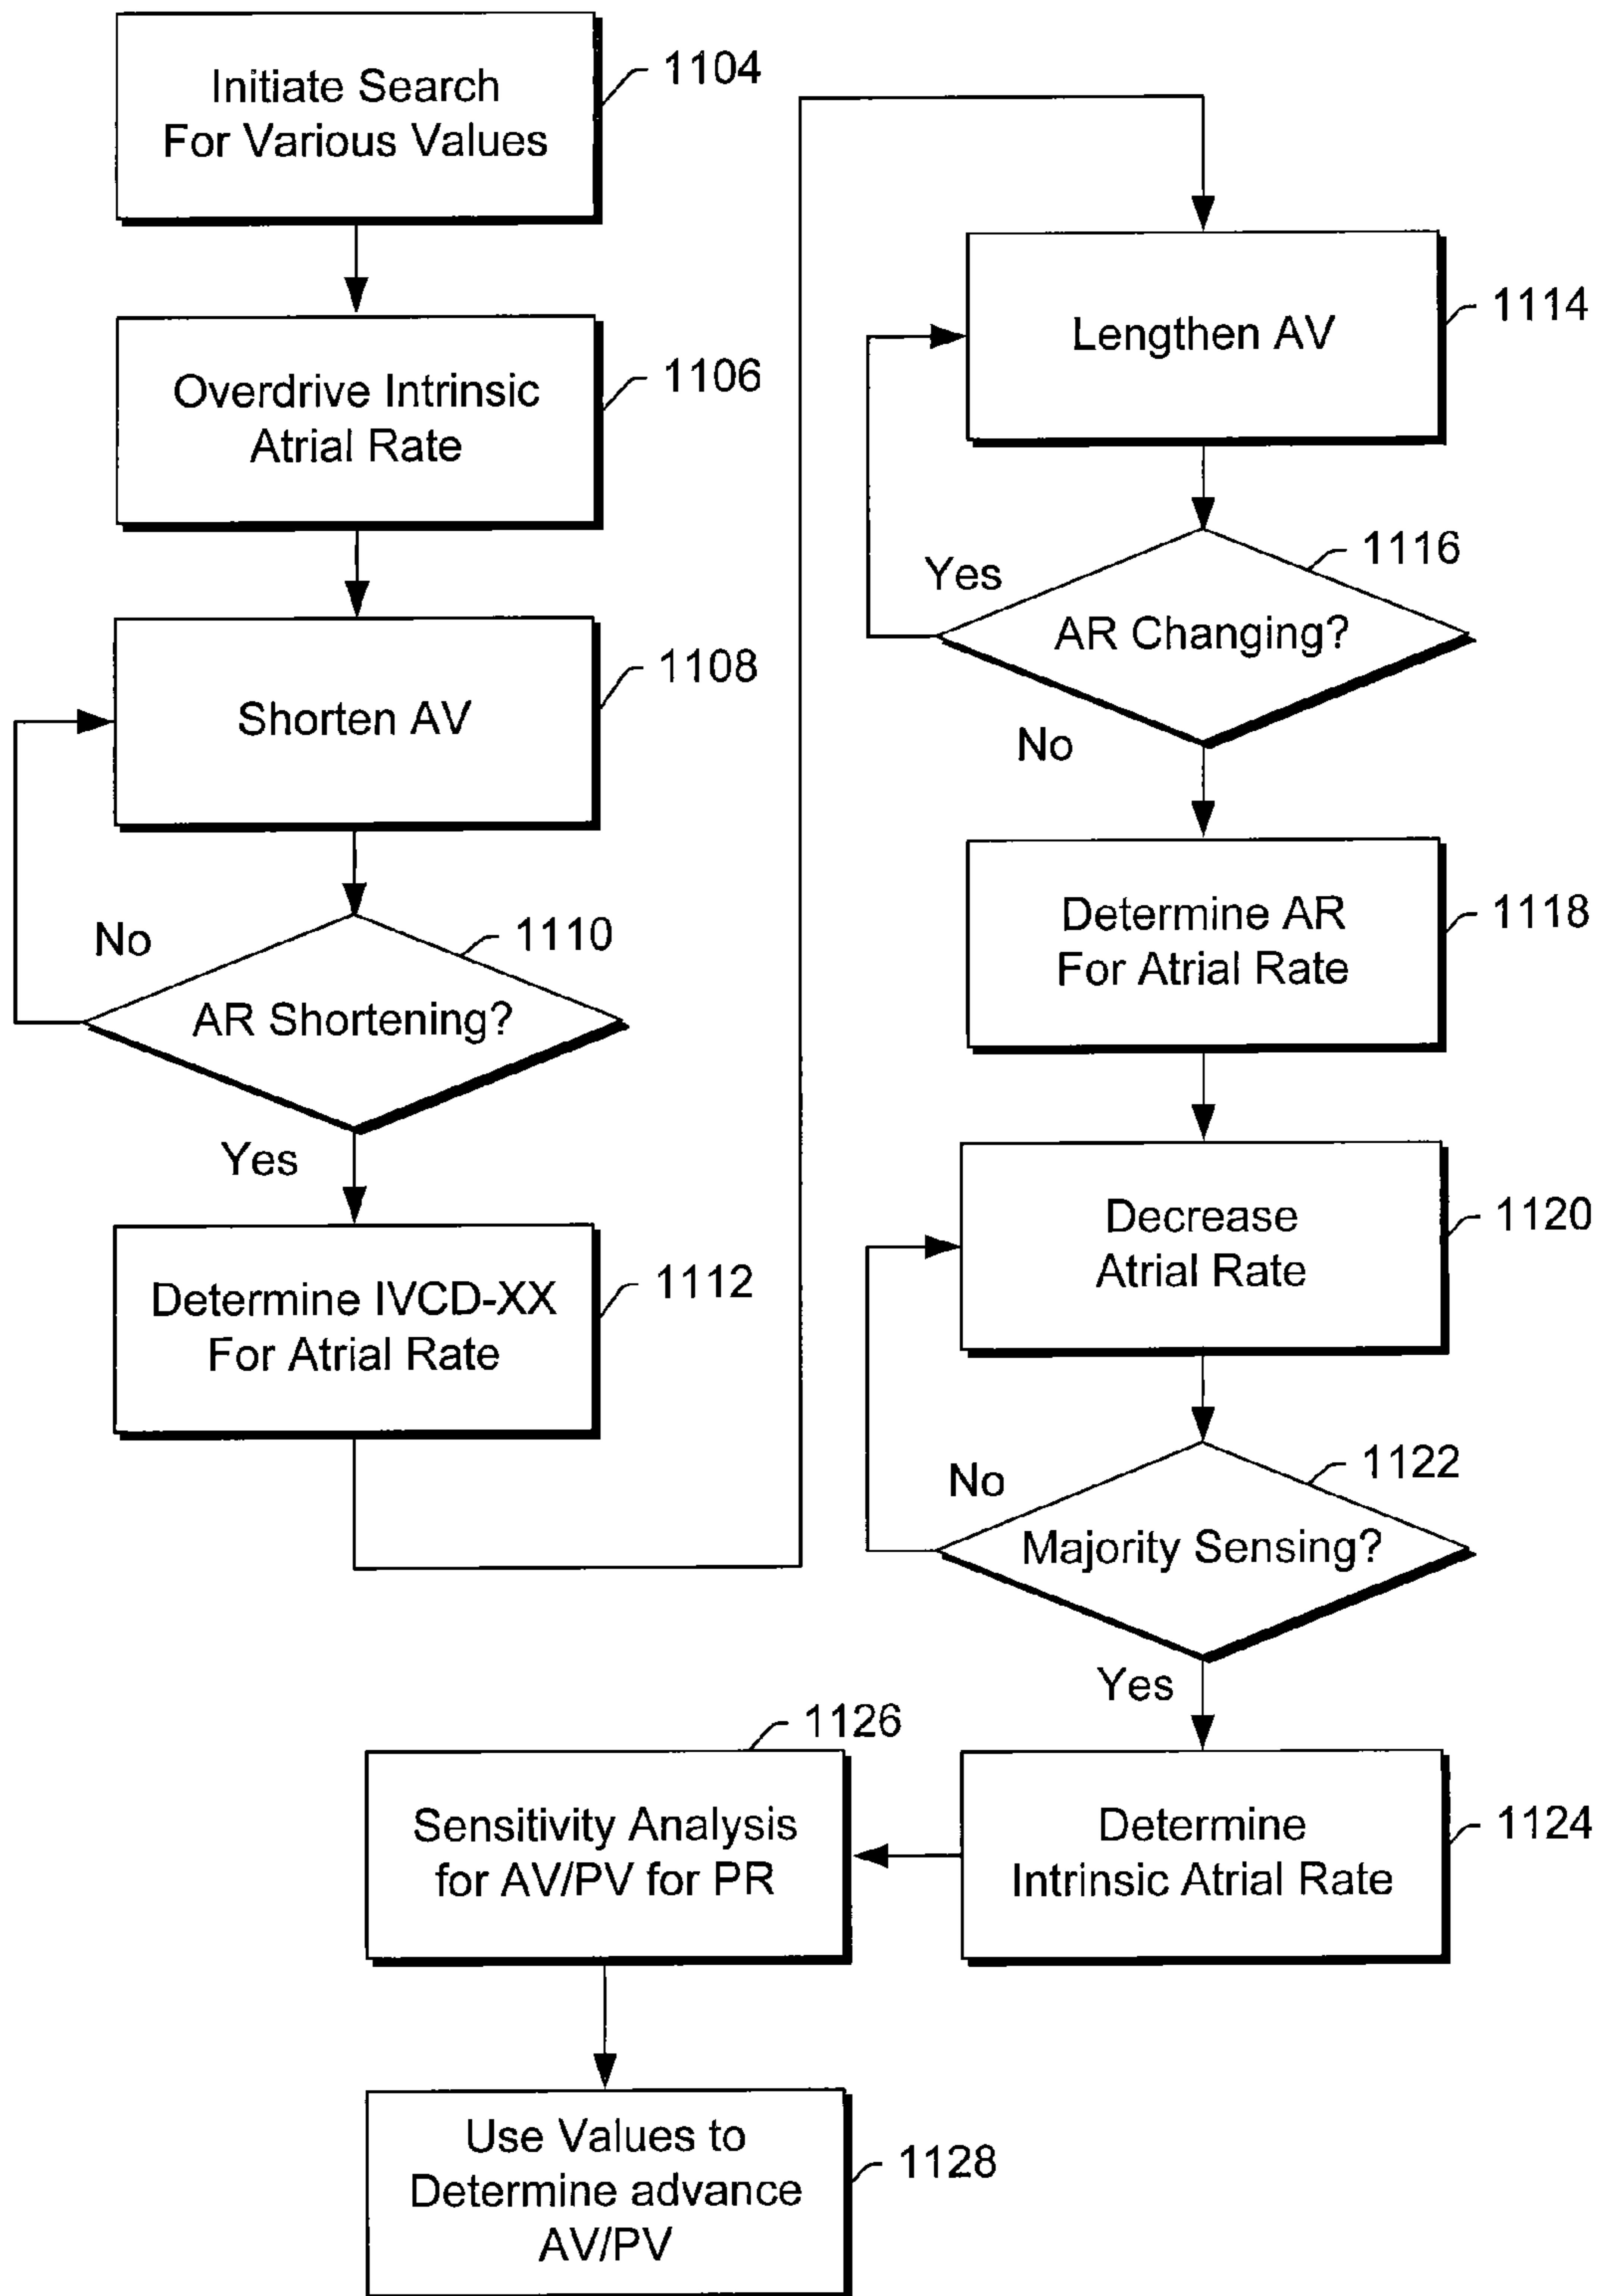 Initiate Search
For Various Values
1104
Overdrive Intrinsic
Atrial Rate
1106
Shorten AV
1108
No
AR Shortening?
1110
Yes
Determine IVCD-XX
For Atrial Rate
1112
Lengthen AV
1114
Yes
AR Changing?
1116
No
Determine AR
For Atrial Rate
1118
Decrease
Atrial Rate
1120
No
Majority Sensing?
1122
Yes
Determine
Intrinsic Atrial Rate
1124
Sensitivity Analysis
for AV/PV for PR
1126
Use Values to
Determine advance
AV/PV
1128